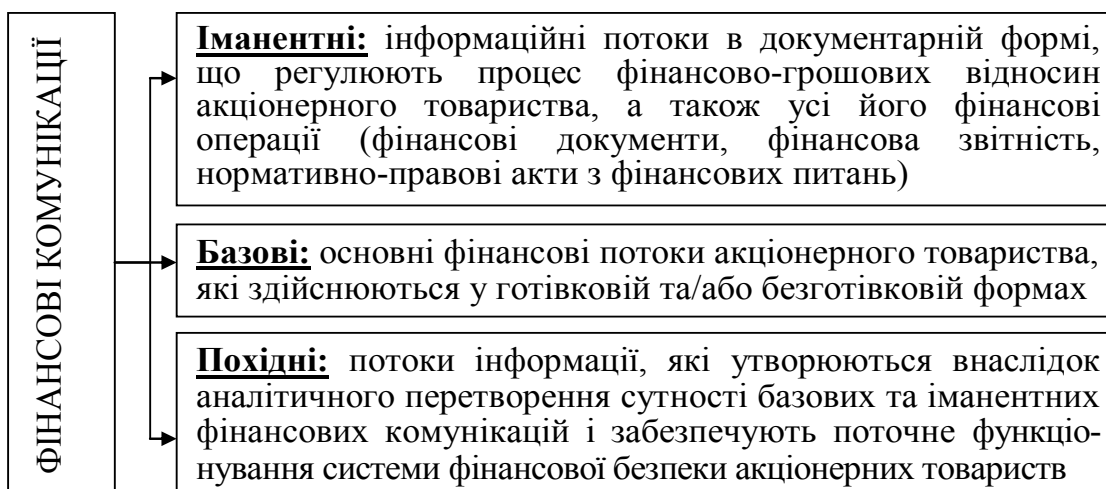 ФІНАНСОВІ КОМУНІКАЦІЇ
Іманентні: інформаційні потоки в документарній формі,
що регулюють процес фінансово-грошових відносин
акціонерного товариства, а також усі його фінансові
операції (фінансові документи, фінансова звітність,
нормативно-правові акти з фінансових питань)
Базові: основні фінансові потоки акціонерного товариства,
які здійснюються у готівковій та/або безготівковій формах
Похідні: потоки інформації, які утворюються внаслідок
аналітичного перетворення сутності базових та іманентних
фінансових комунікацій і забезпечують поточне функціо-
нування системи фінансової безпеки акціонерних товариств